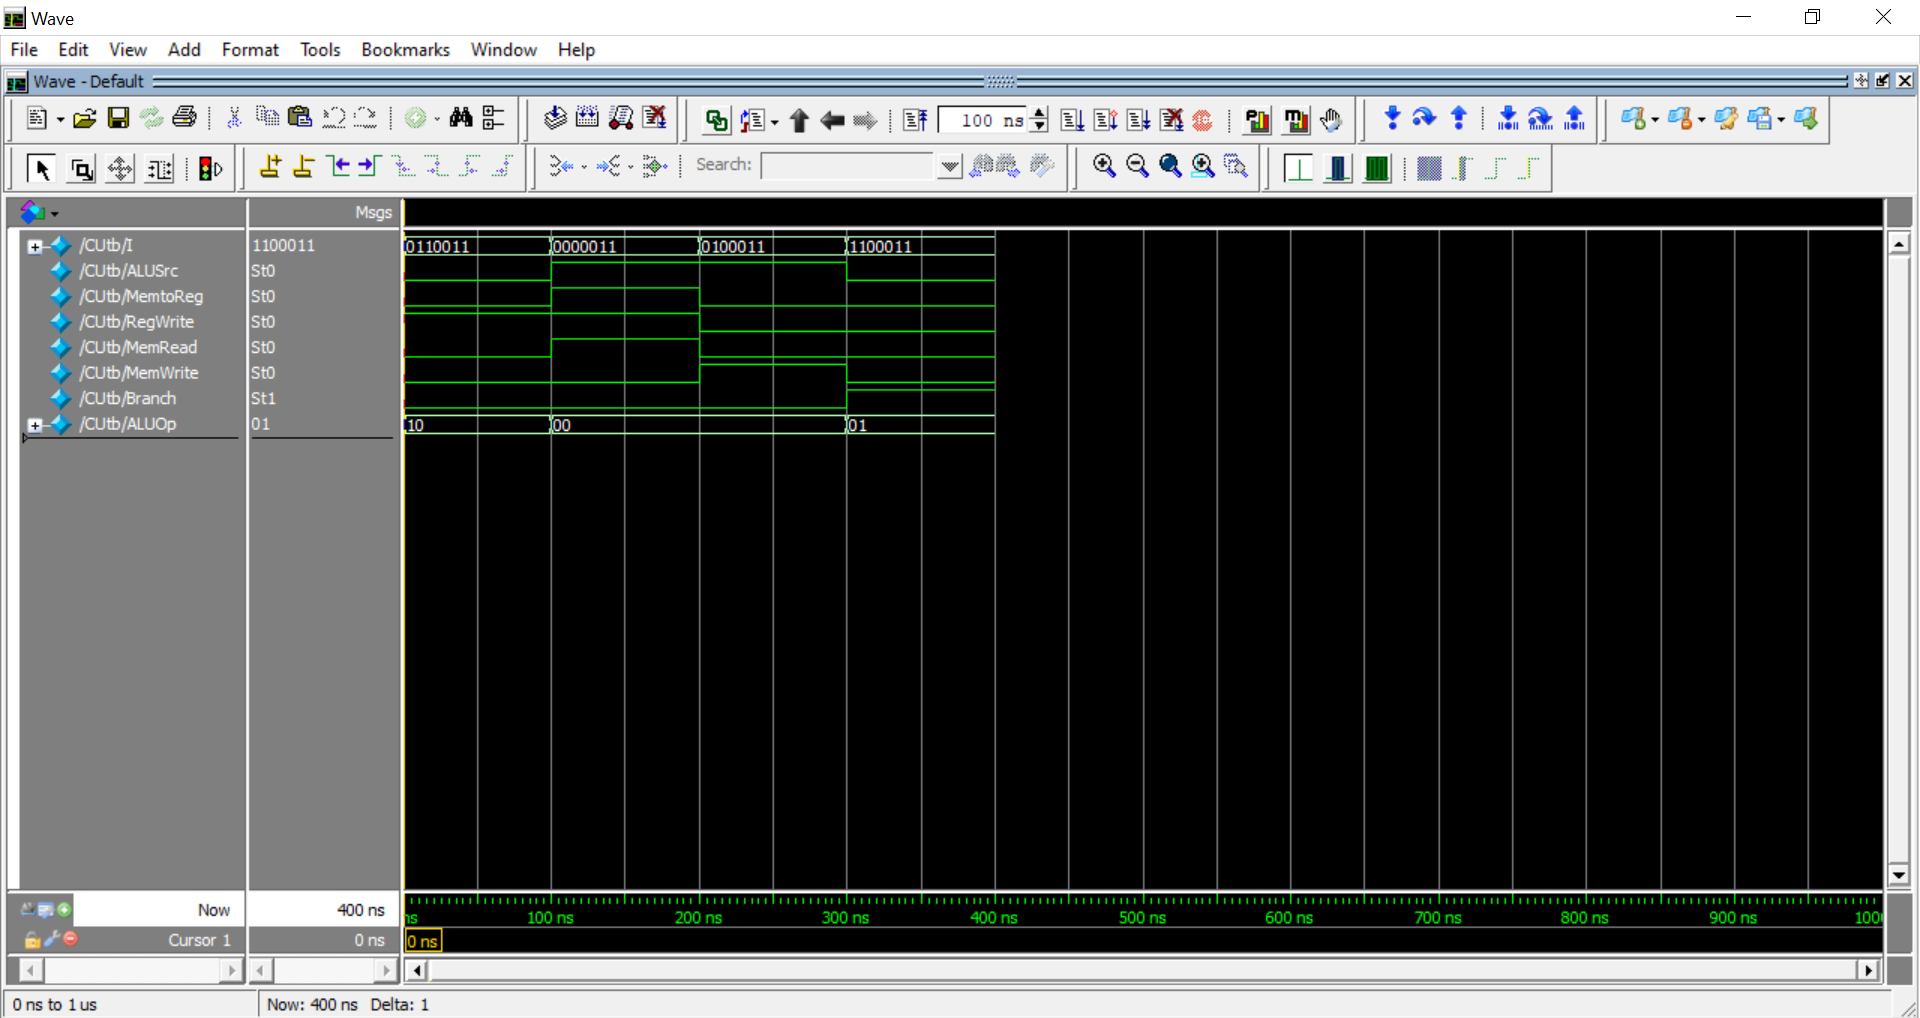 Wave
File Edit View Add Format Tools Bookmarks Window Help
Wave - Default
100 ns
Search:
Msgs
/CUtb/I 1100011 0110011 0000011 0100011 1100011
/CUtb/ALUSrc St0
/CUtb/MemtoReg St0
/CUtb/RegWrite St0
/CUtb/MemRead St0
/CUtb/MemWrite St0
/CUtb/Branch St1
/CUtb/ALUOp 01 10 00 01
Now 400 ns ns 100 ns 200 ns 300 ns 400 ns 500 ns 600 ns 700 ns 800 ns 900 ns 100
Cursor 1 0 ns 0 ns
0 ns to 1 us Now: 400 ns Delta: 1